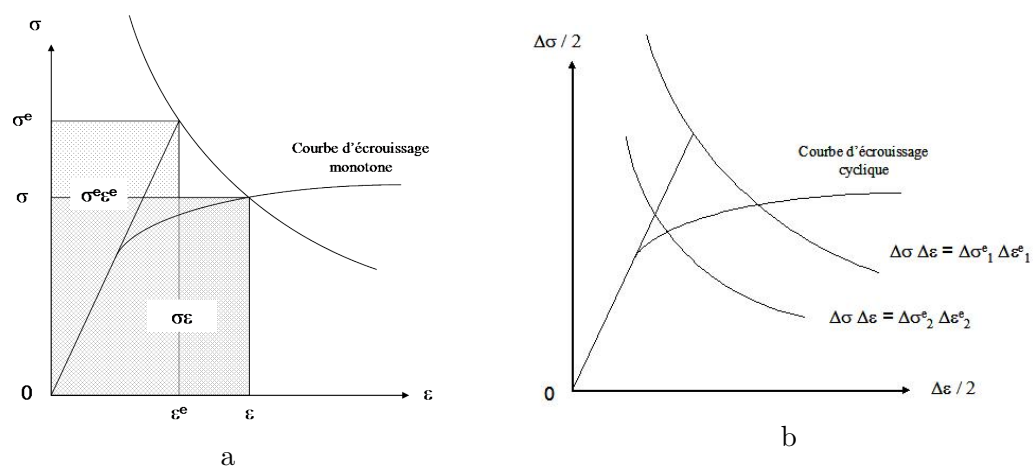 σ
σᵉ
Courbe d'écrouissage
monotone
σ
σᵉεᵉ
σε
0
εᵉ
ε
ε
a
Δσ / 2
Courbe d'écrouissage
cyclique
Δσ Δε = Δσᵉ₁ Δεᵉ₁
Δσ Δε = Δσᵉ₂ Δεᵉ₂
0
Δε / 2
b